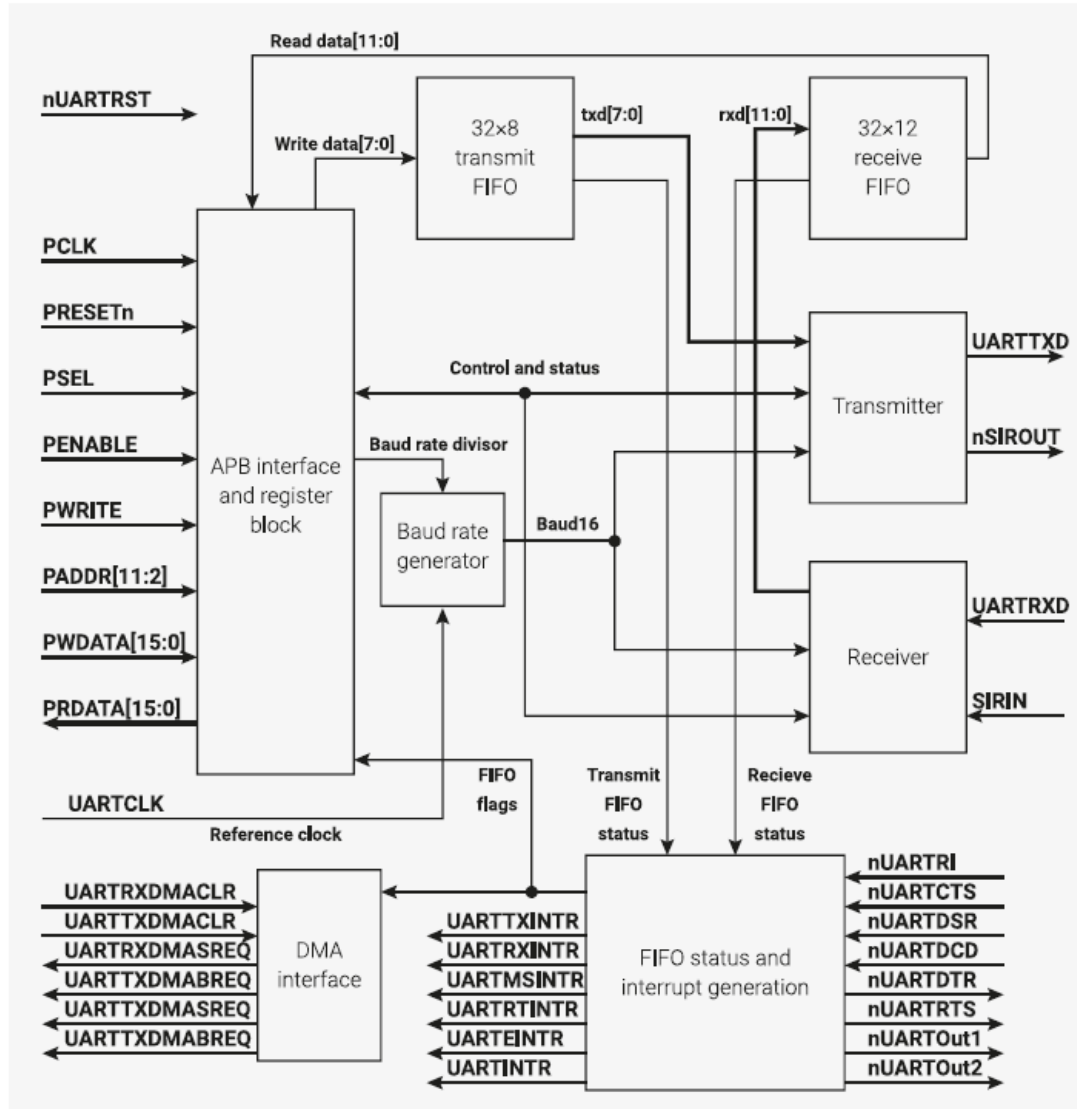 Read data[11:0]
nUARTRST
32×8
transmit
FIFO
txd[7:0]
rxd[11:0]
32×12
receive
FIFO
Write data[7:0]
PCLK
PRESETn
PSEL
PENABLE
PWRITE
PADDR[11:2]
PWDATA[15:0]
PRDATA[15:0]
APB interface
and register
block
Control and status
Baud rate divisor
Baud rate
generator
Baud16
Transmitter
UARTTXD
nSIROUT
Receiver
UARTRXD
SIRIN
UARTCLK
Reference clock
FIFO
flags
Transmit
FIFO
status
Recieve
FIFO
status
UARTRXDMACLR
UARTTXDMACLR
UARTRXDMASREQ
UARTTXDMABREQ
UARTTXDMASREQ
UARTTXDMABREQ
DMA
interface
UARTTXINTR
UARTRXINTR
UARTMSINTR
UARTRTINTR
UARTEINTR
UARTINTR
FIFO status and
interrupt generation
nUARTRI
nUARTCTS
nUARTDSR
nUARTDCD
nUARTDTR
nUARTRTS
nUARTOut1
nUARTOut2